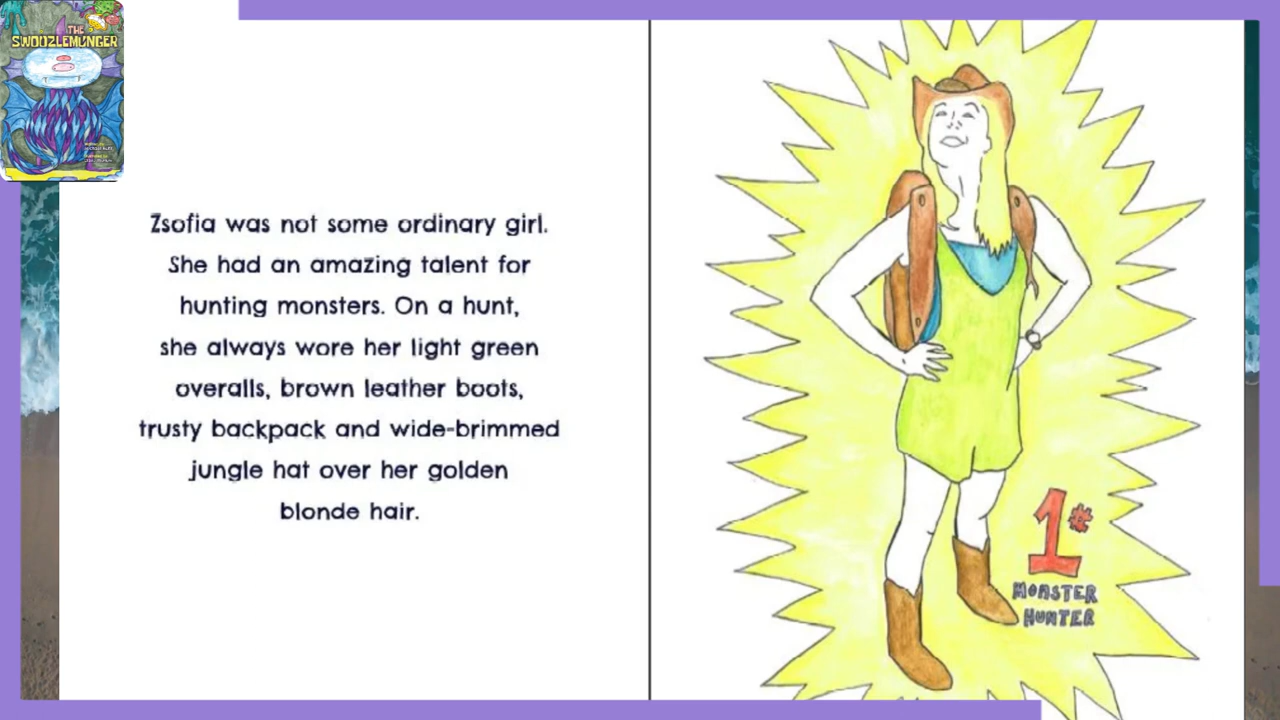 THE
SWOOZLEMUNGER
Zsofia was not some ordinary girl.
She had an amazing talent for
hunting monsters. On a hunt,
she always wore her light green
overalls, brown leather boots,
trusty backpack and wide-brimmed
jungle hat over her golden
blonde hair.
1#
MONSTER
HUNTER